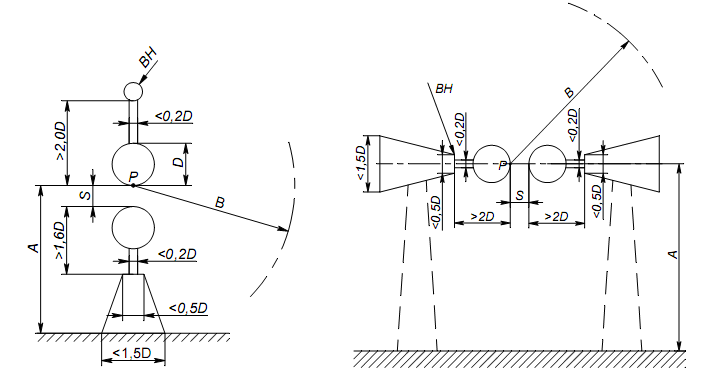 ВН
<0,2D
>2,0D
D
P
S
B
>1,6D
A
<0,2D
<0,5D
<1,5D
B
ВН
<0,2D
<0,2D
<1,5D
P
<0,5D
<0,5D
S
>2D
>2D
A